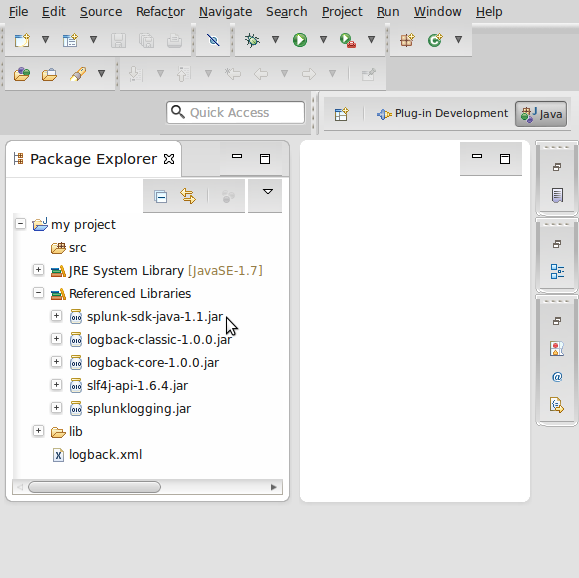 File Edit Source Refactor Navigate Search Project Run Window Help
Quick Access
Plug-in Development Java
Package Explorer
my project
src
JRE System Library [JavaSE-1.7]
Referenced Libraries
splunk-sdk-java-1.1.jar
logback-classic-1.0.0.jar
logback-core-1.0.0.jar
slf4j-api-1.6.4.jar
splunklogging.jar
lib
logback.xml